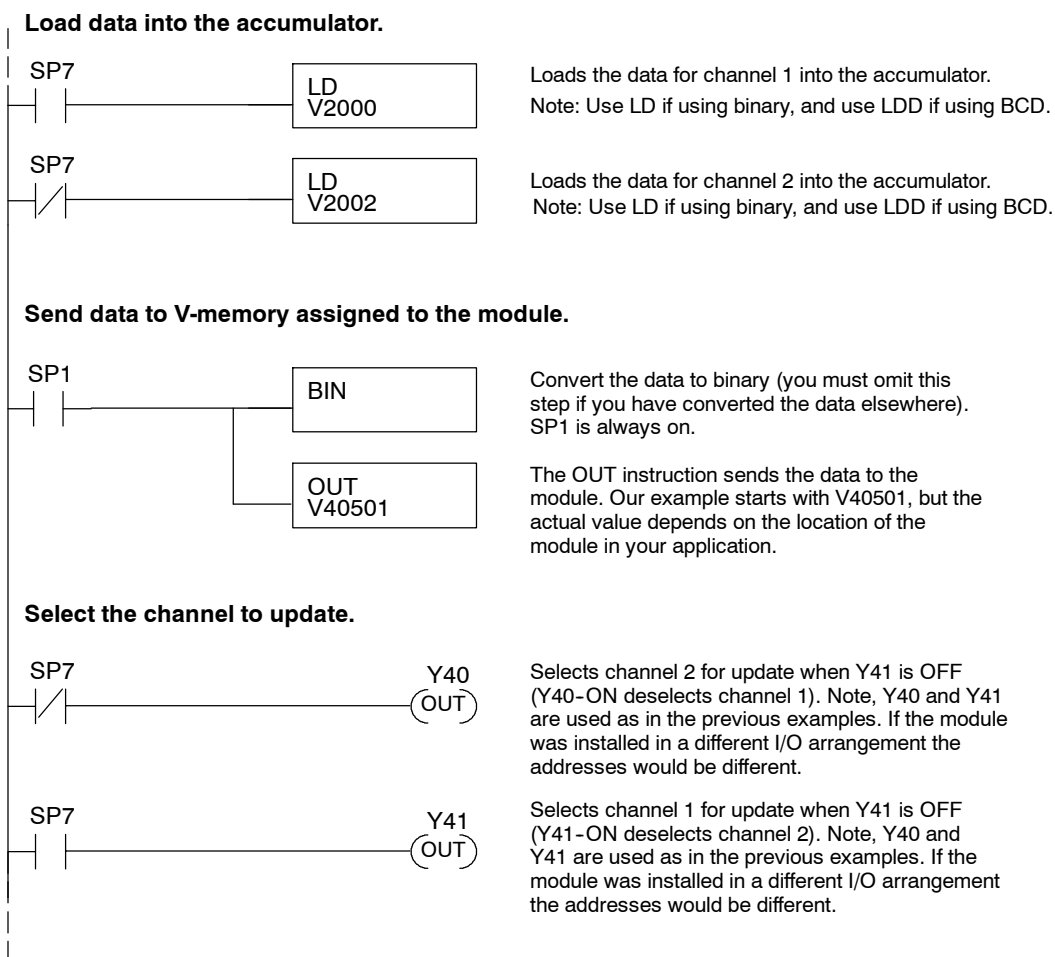 Load data into the accumulator.
SP7
LD
V2000
Loads the data for channel 1 into the accumulator.
Note: Use LD if using binary, and use LDD if using BCD.
SP7
LD
V2002
Loads the data for channel 2 into the accumulator.
Note: Use LD if using binary, and use LDD if using BCD.
Send data to V-memory assigned to the module.
SP1
BIN
Convert the data to binary (you must omit this
step if you have converted the data elsewhere).
SP1 is always on.
OUT
V40501
The OUT instruction sends the data to the
module. Our example starts with V40501, but the
actual value depends on the location of the
module in your application.
Select the channel to update.
SP7
Y40
OUT
Selects channel 2 for update when Y41 is OFF
(Y40-ON deselects channel 1). Note, Y40 and Y41
are used as in the previous examples. If the module
was installed in a different I/O arrangement the
addresses would be different.
SP7
Y41
OUT
Selects channel 1 for update when Y41 is OFF
(Y41-ON deselects channel 2). Note, Y40 and
Y41 are used as in the previous examples. If the
module was installed in a different I/O arrangement
the addresses would be different.